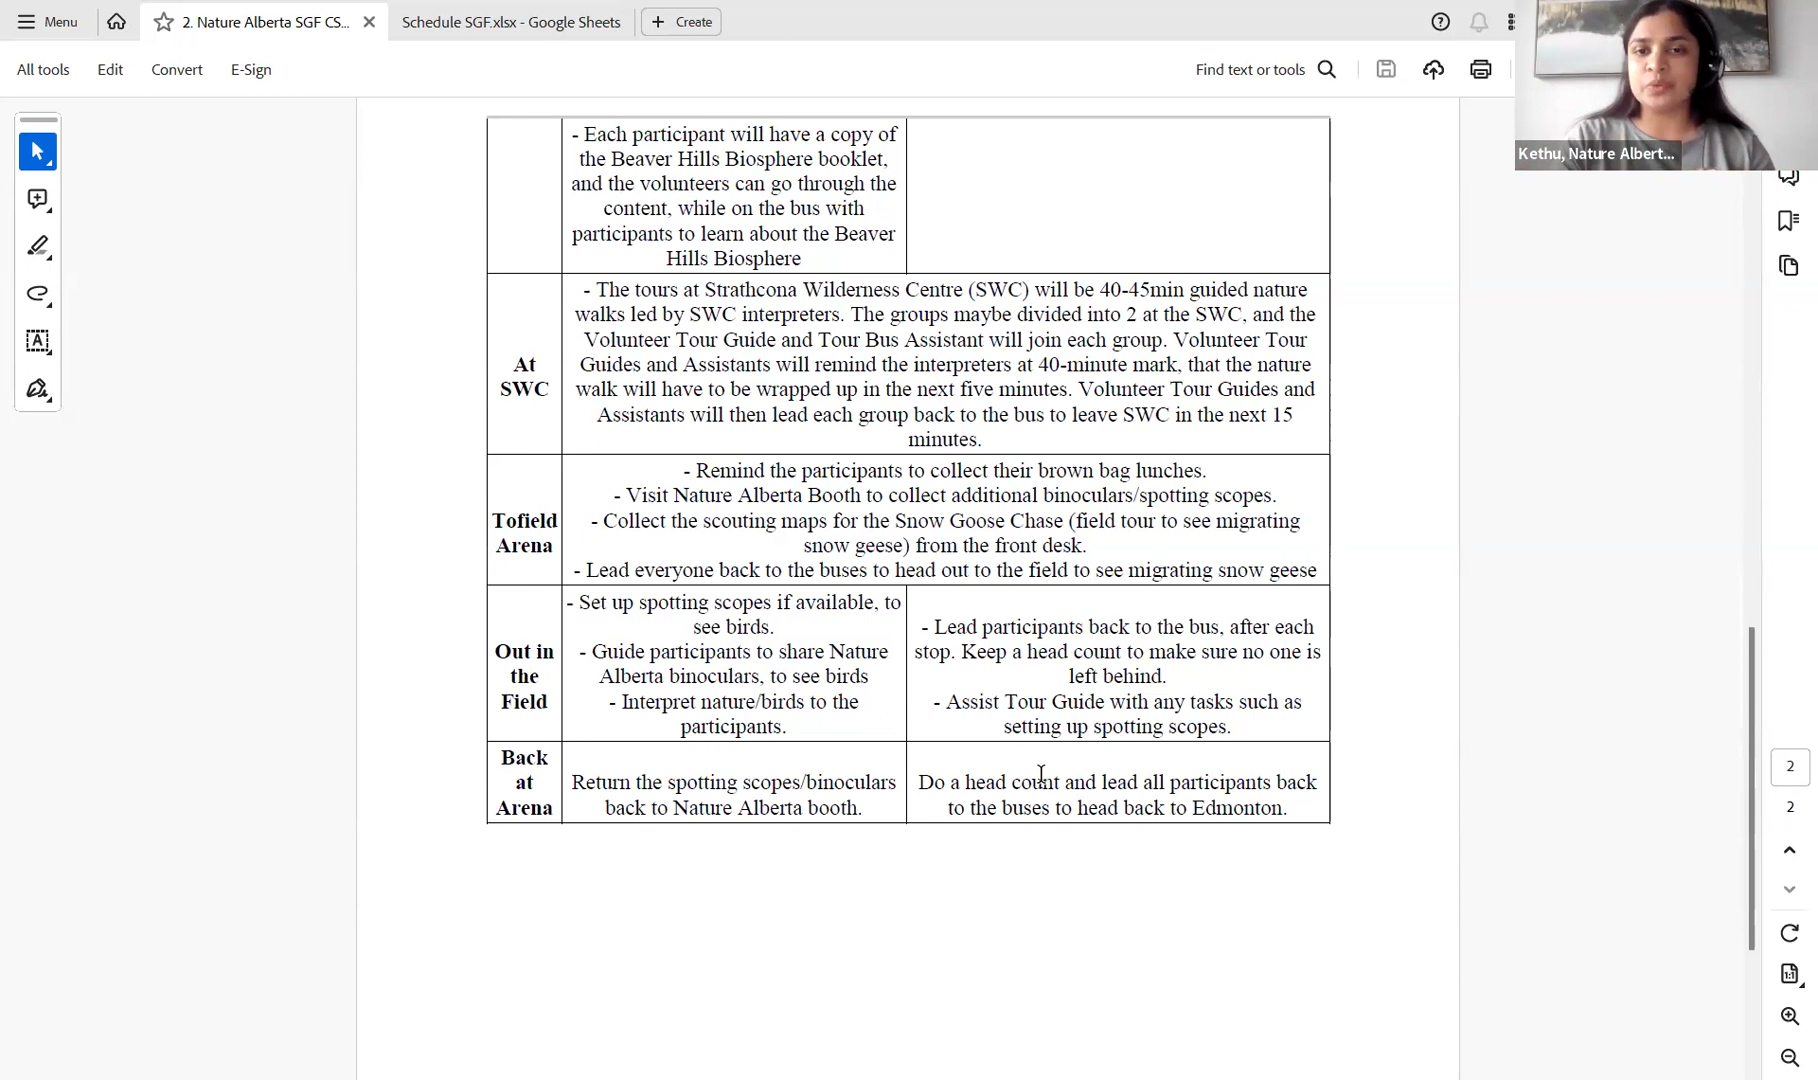 Menu
2. Nature Alberta SGF CS...
Schedule SGF.xlsx - Google Sheets
Create
All tools
Edit
Convert
E-Sign
Find text or tools
Kethu, Nature Albert...
- Each participant will have a copy of
the Beaver Hills Biosphere booklet,
and the volunteers can go through the
content, while on the bus with
participants to learn about the Beaver
Hills Biosphere
At
SWC
- The tours at Strathcona Wilderness Centre (SWC) will be 40-45min guided nature
walks led by SWC interpreters. The groups maybe divided into 2 at the SWC, and the
Volunteer Tour Guide and Tour Bus Assistant will join each group. Volunteer Tour
Guides and Assistants will remind the interpreters at 40-minute mark, that the nature
walk will have to be wrapped up in the next five minutes. Volunteer Tour Guides and
Assistants will then lead each group back to the bus to leave SWC in the next 15
minutes.
Tofield
Arena
- Remind the participants to collect their brown bag lunches.
- Visit Nature Alberta Booth to collect additional binoculars/spotting scopes.
- Collect the scouting maps for the Snow Goose Chase (field tour to see migrating
snow geese) from the front desk.
- Lead everyone back to the buses to head out to the field to see migrating snow geese
Out in
the
Field
- Set up spotting scopes if available, to
see birds.
- Guide participants to share Nature
Alberta binoculars, to see birds
- Interpret nature/birds to the
participants.
- Lead participants back to the bus, after each
stop. Keep a head count to make sure no one is
left behind.
- Assist Tour Guide with any tasks such as
setting up spotting scopes.
Back
at
Arena
Return the spotting scopes/binoculars
back to Nature Alberta booth.
Do a head count and lead all participants back
to the buses to head back to Edmonton.
2
2
1:1